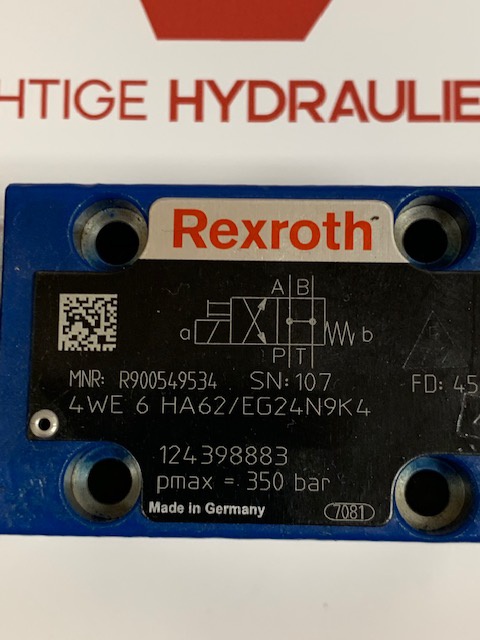 HTIGE HYDRAULIE
Rexroth
A B
a b
P T
MNR: R900549534 SN: 107 FD: 45
4WE 6 HA62/EG24N9K4
124398883
pmax = 350 bar
Made in Germany 7081